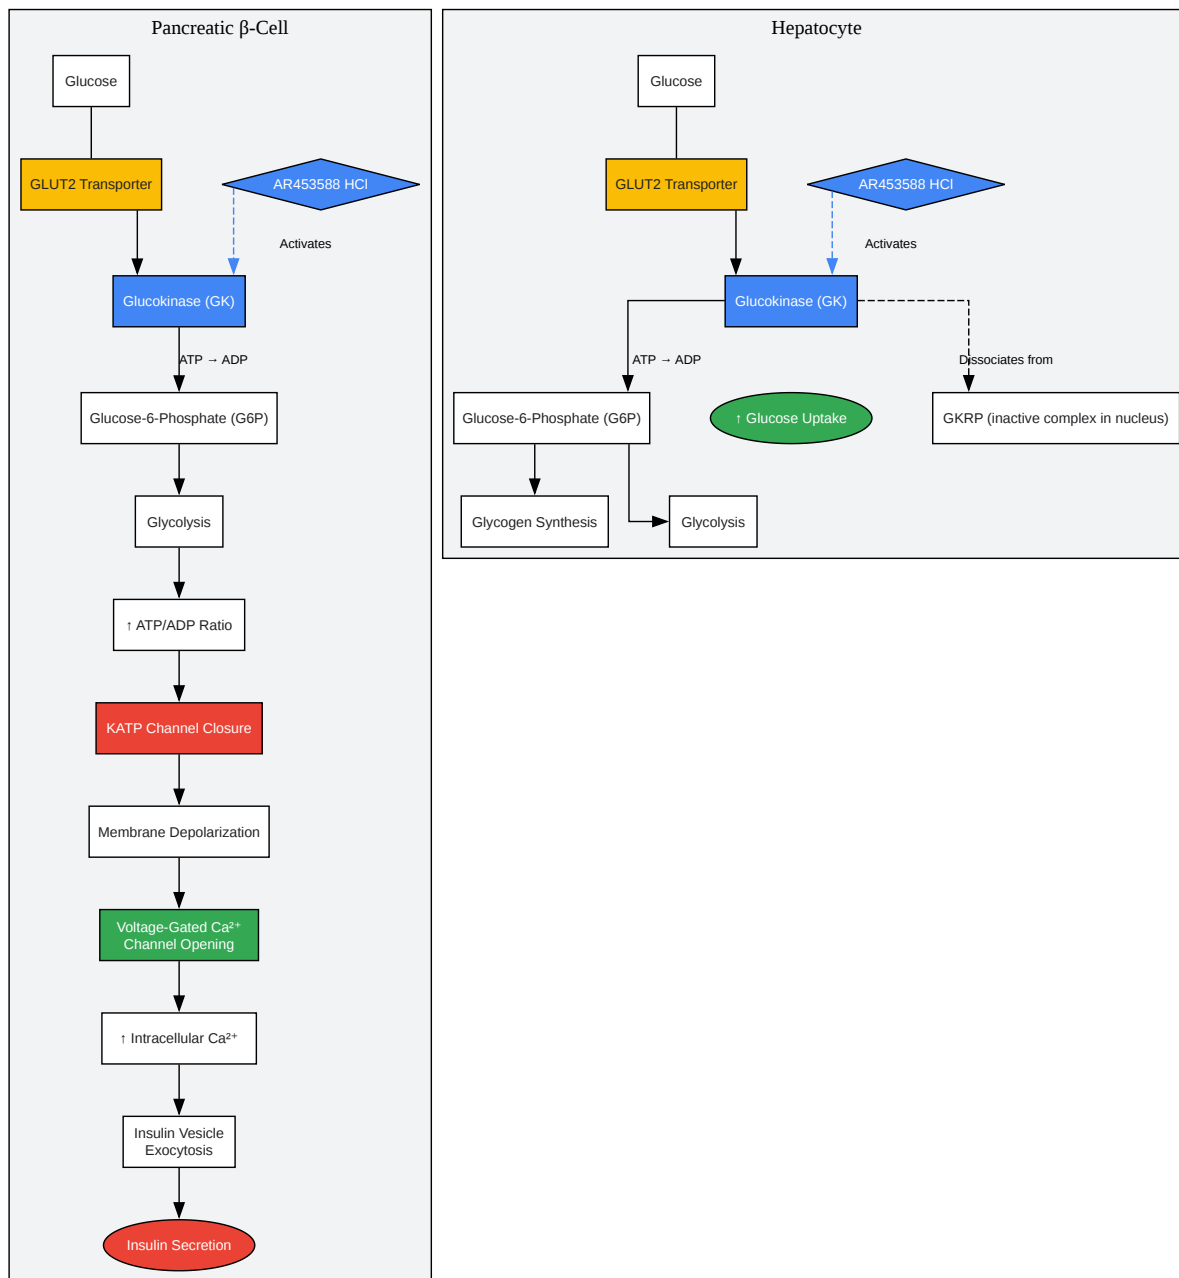 Pancreatic β-Cell
Glucose
GLUT2 Transporter
AR453588 HCl
Activates
Glucokinase (GK)
ATP → ADP
Glucose-6-Phosphate (G6P)
Glycolysis
↑ ATP/ADP Ratio
KATP Channel Closure
Membrane Depolarization
Voltage-Gated Ca²⁺
Channel Opening
↑ Intracellular Ca²⁺
Insulin Vesicle
Exocytosis
Insulin Secretion
Hepatocyte
Glucose
GLUT2 Transporter
AR453588 HCl
Activates
Glucokinase (GK)
ATP → ADP
Dissociates from
Glucose-6-Phosphate (G6P)
↑ Glucose Uptake
GKRP (inactive complex in nucleus)
Glycogen Synthesis
Glycolysis